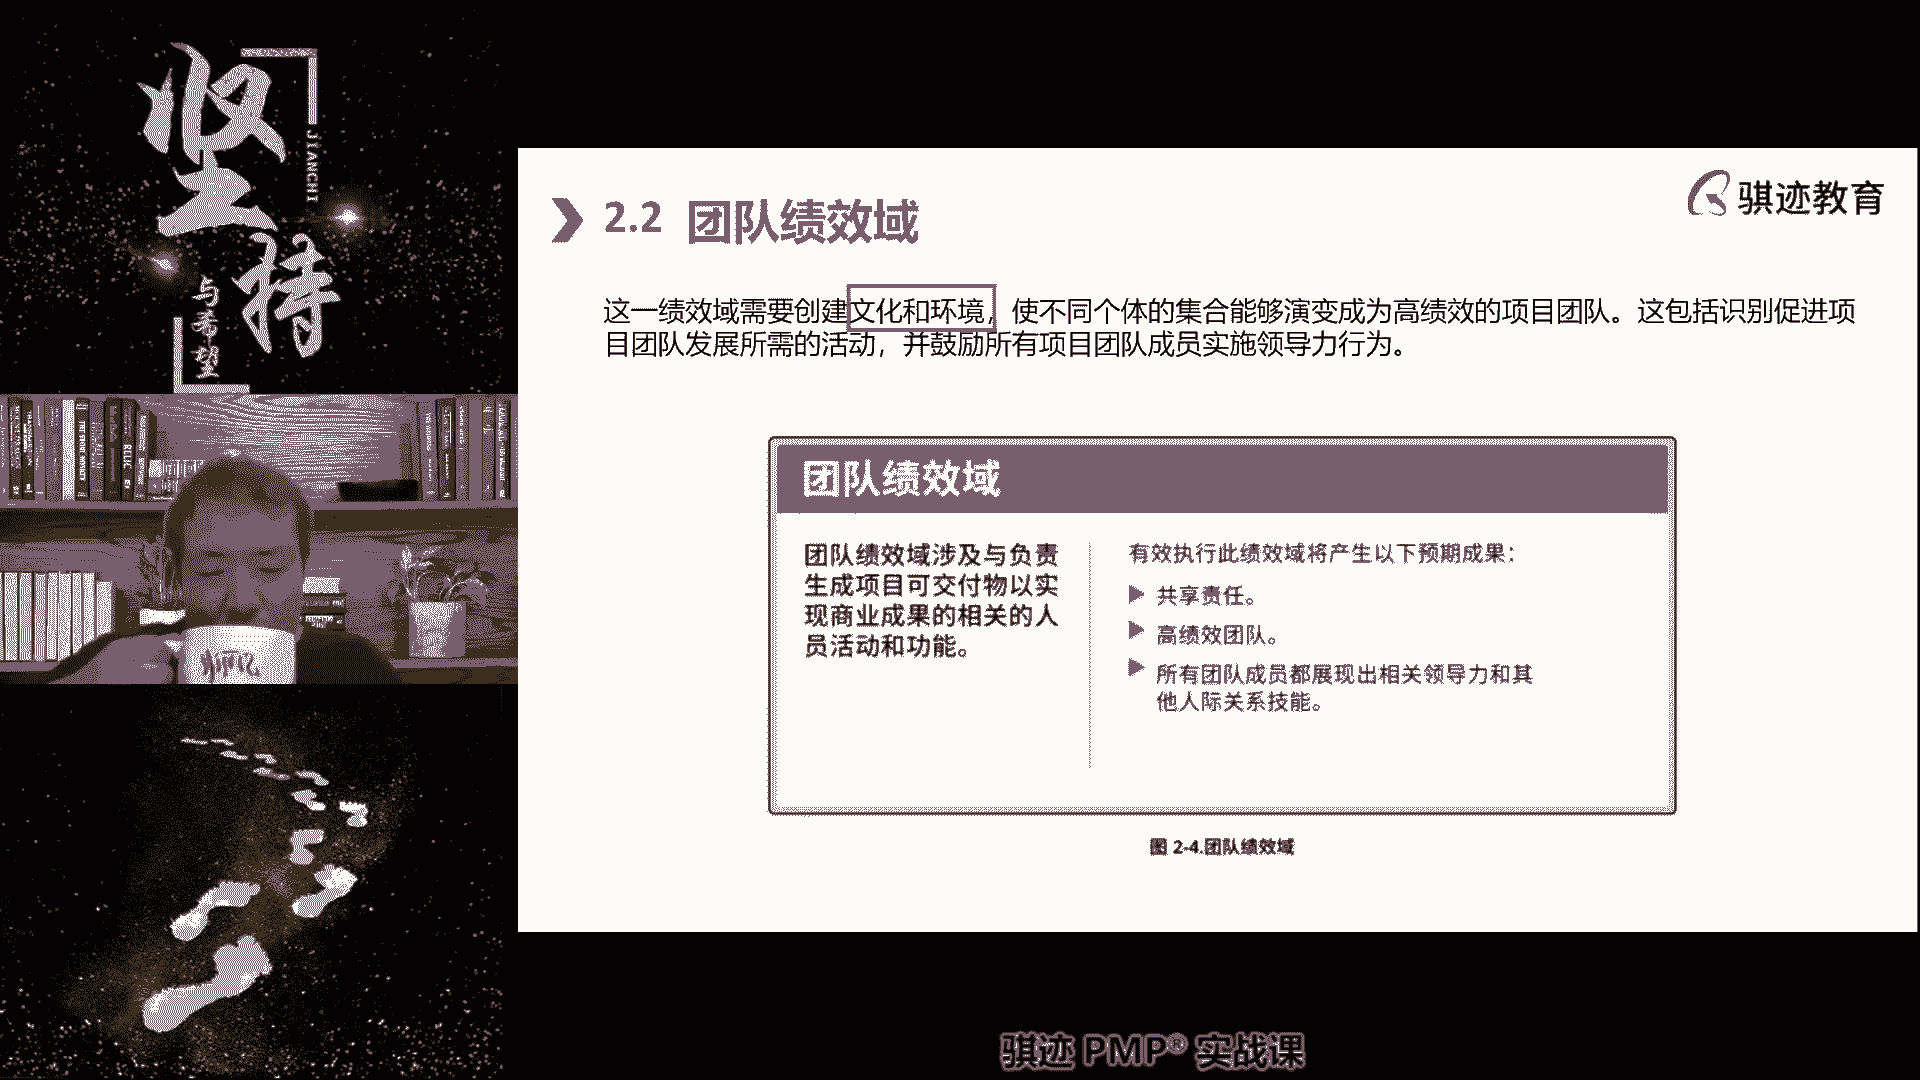 坚持
JIANCHI
与希望
骐迹教育
2.2 团队绩效域
这一绩效域需要创建文化和环境，使不同个体的集合能够演变成为高绩效的项目团队。这包括识别促进项
目团队发展所需的活动，并鼓励所有项目团队成员实施领导力行为。
团队绩效域
团队绩效域涉及与负责
生成项目可交付物以实
现商业成果的相关的人
员活动和功能。
有效执行此绩效域将产生以下预期成果：
▶ 共享责任。
▶ 高绩效团队。
▶ 所有团队成员都展现出相关领导力和其
他人际关系技能。
图 2-4.团队绩效域
骐迹 PMP® 实战课